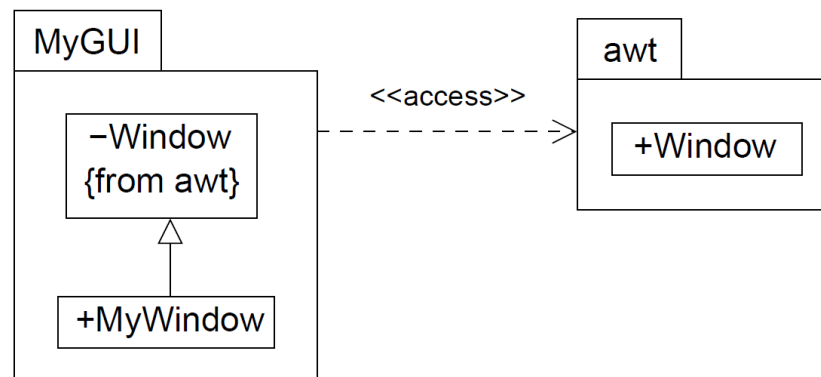 MyGUI
awt
<<access>>
−Window
{from awt}
+Window
+MyWindow